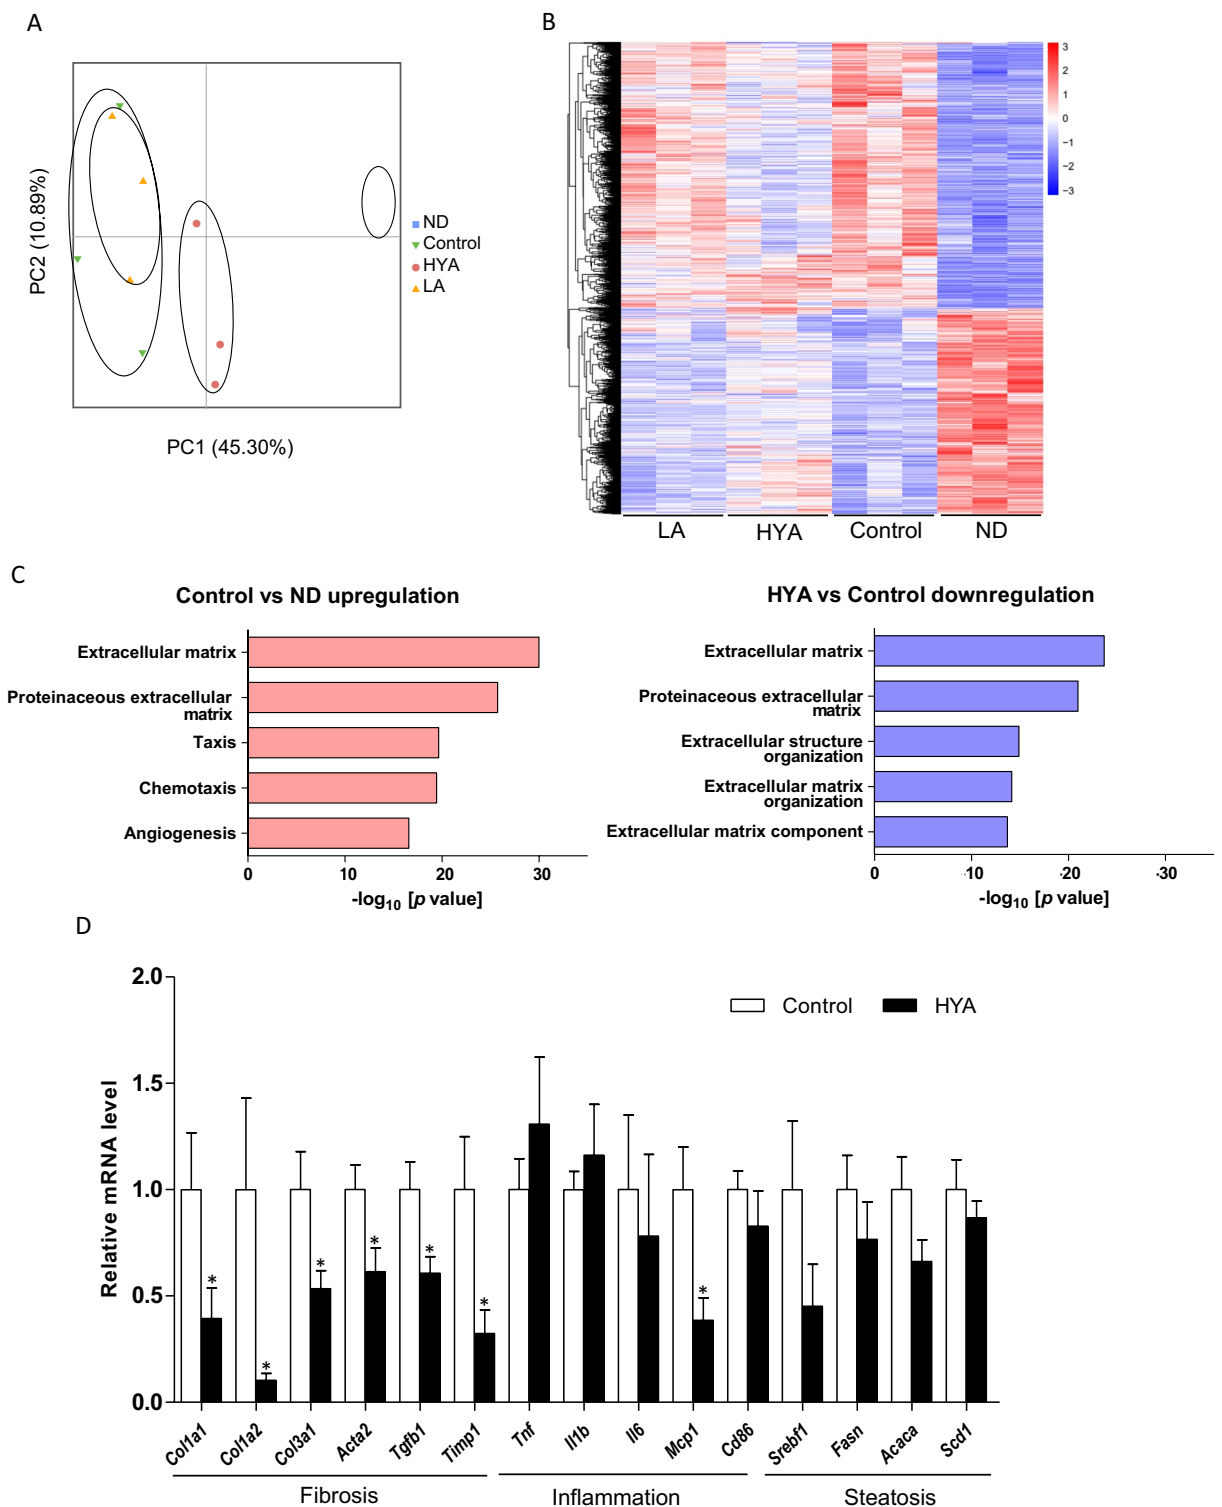 A
PC2 (10.89%)
PC1 (45.30%)
ND
Control
HYA
LA
B
3
2
1
0
−1
−2
−3
LA HYA Control ND
C
Control vs ND upregulation
Extracellular matrix
Proteinaceous extracellular
matrix
Taxis
Chemotaxis
Angiogenesis
0 10 20 30
-log10 [p value]
HYA vs Control downregulation
Extracellular matrix
Proteinaceous extracellular
matrix
Extracellular structure
organization
Extracellular matrix
organization
Extracellular matrix component
0 -10 -20 -30
-log10 [p value]
D
Relative mRNA level
2.0
1.5
1.0
0.5
0.0
Control HYA
* * * * * * *
Col1a1 Col1a2 Col3a1 Acta2 Tgfb1 Timp1 Tnf Il1b Il6 Mcp1 Cd86 Srebf1 Fasn Acaca Scd1
Fibrosis Inflammation Steatosis